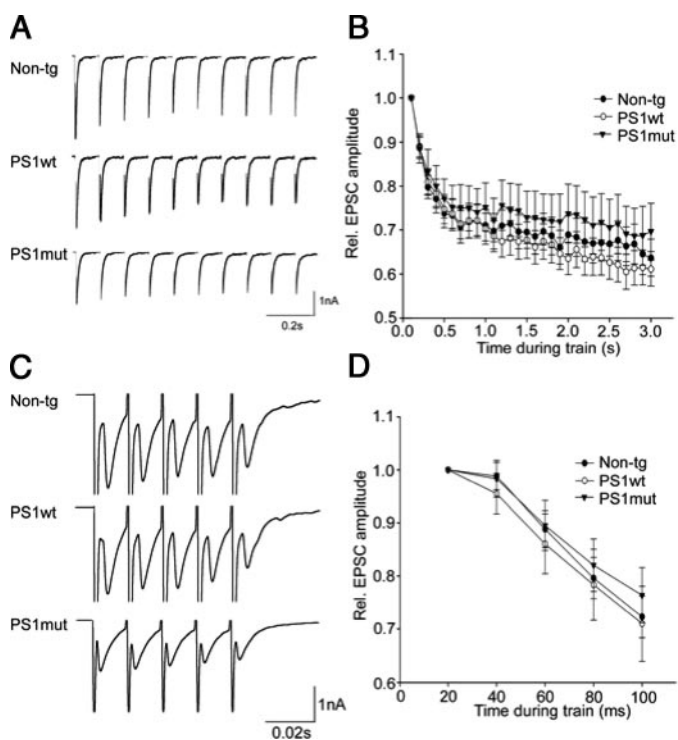 A
Non-tg
PS1wt
PS1mut
1nA
0.2s
B
1.1
1.0
0.9
0.8
0.7
0.6
0.5
Rel. EPSC amplitude
Non-tg
PS1wt
PS1mut
0.0 0.5 1.0 1.5 2.0 2.5 3.0
Time during train (s)
C
Non-tg
PS1wt
PS1mut
1nA
0.02s
D
1.1
1.0
0.9
0.8
0.7
0.6
Rel. EPSC amplitude
Non-tg
PS1wt
PS1mut
0 20 40 60 80 100
Time during train (ms)